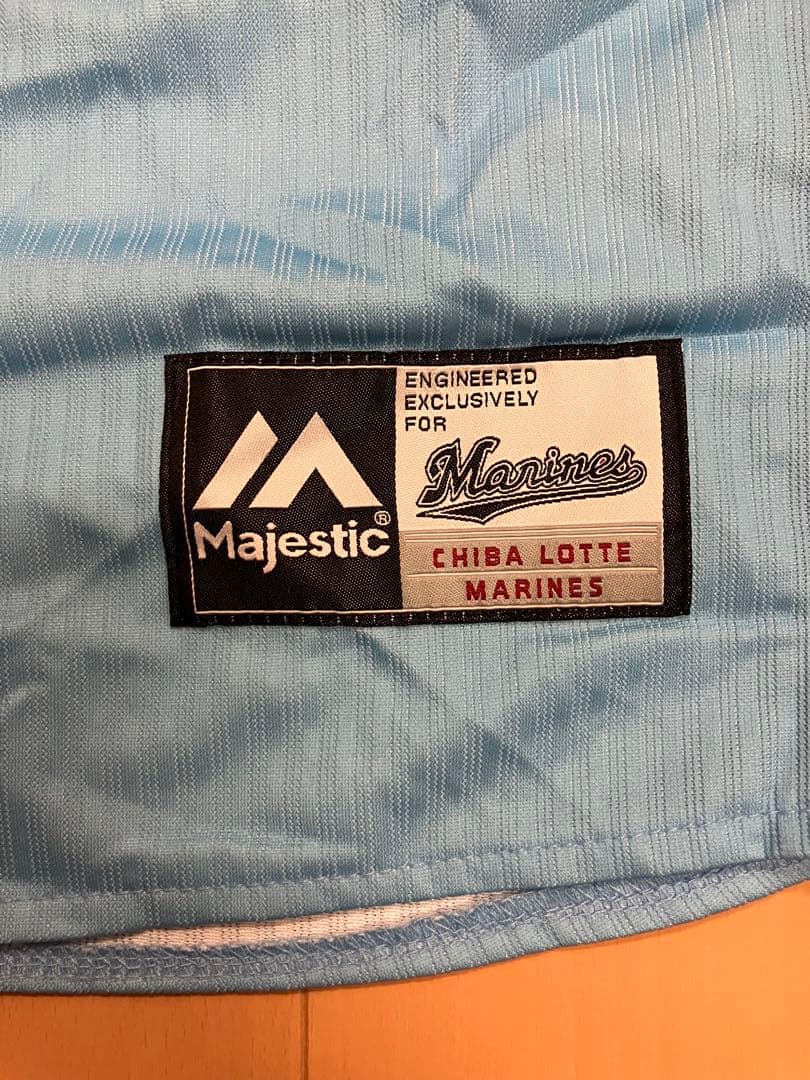 Majestic®
ENGINEERED
EXCLUSIVELY
FOR
Marines
CHIBA LOTTE
MARINES